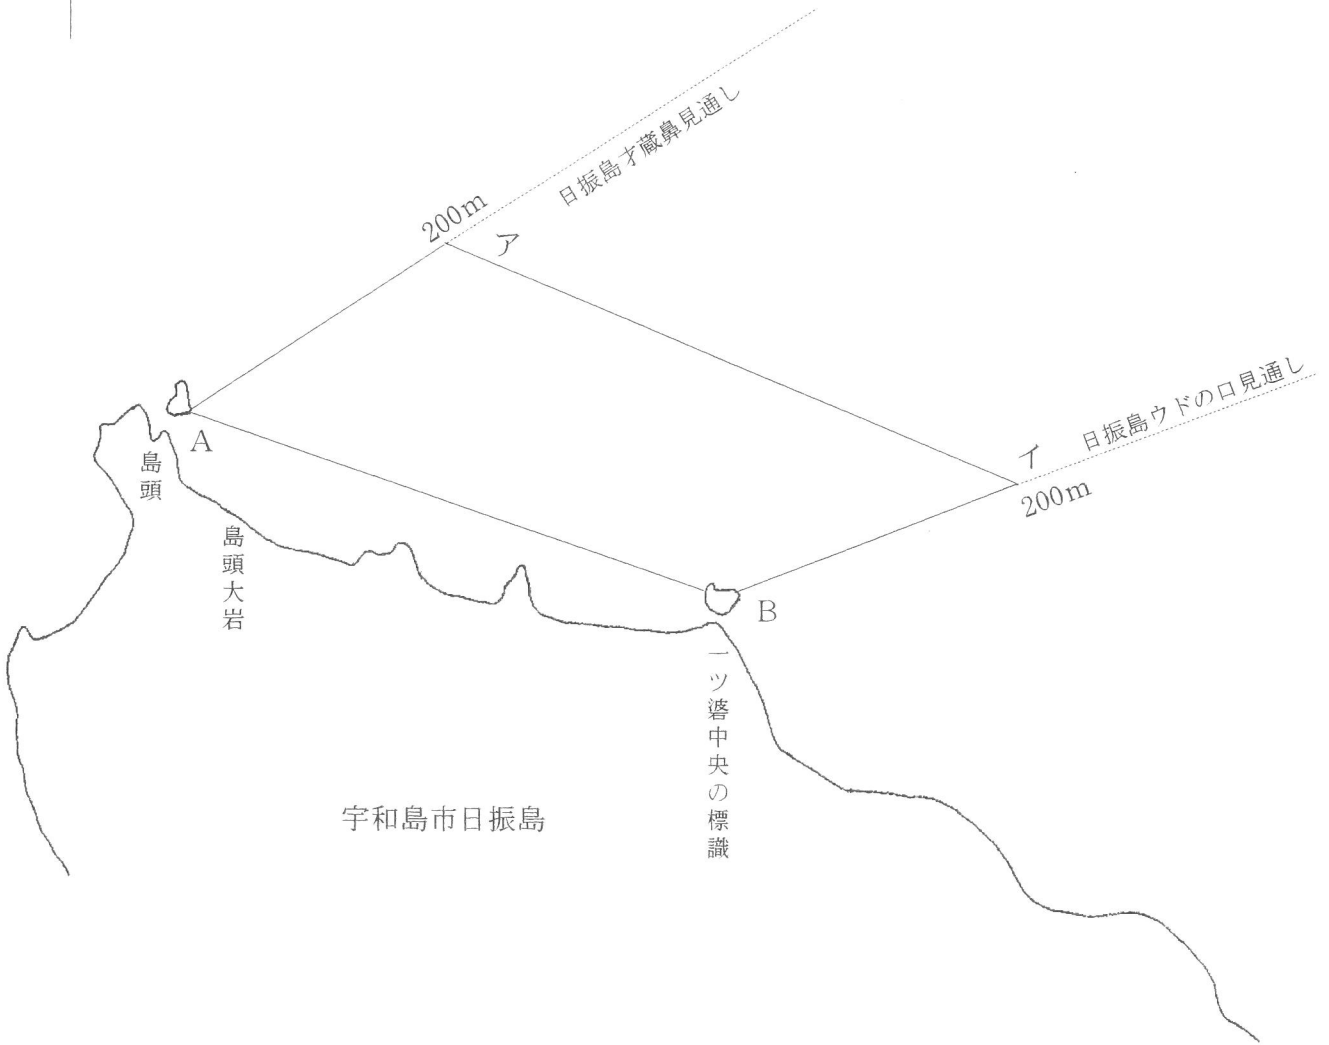 日振島才蔵鼻見通し
200m
ア
日振島ウドの口見通し
イ
200m
A
島頭
島頭大岩
B
一ツ碆中央の標識
宇和島市日振島